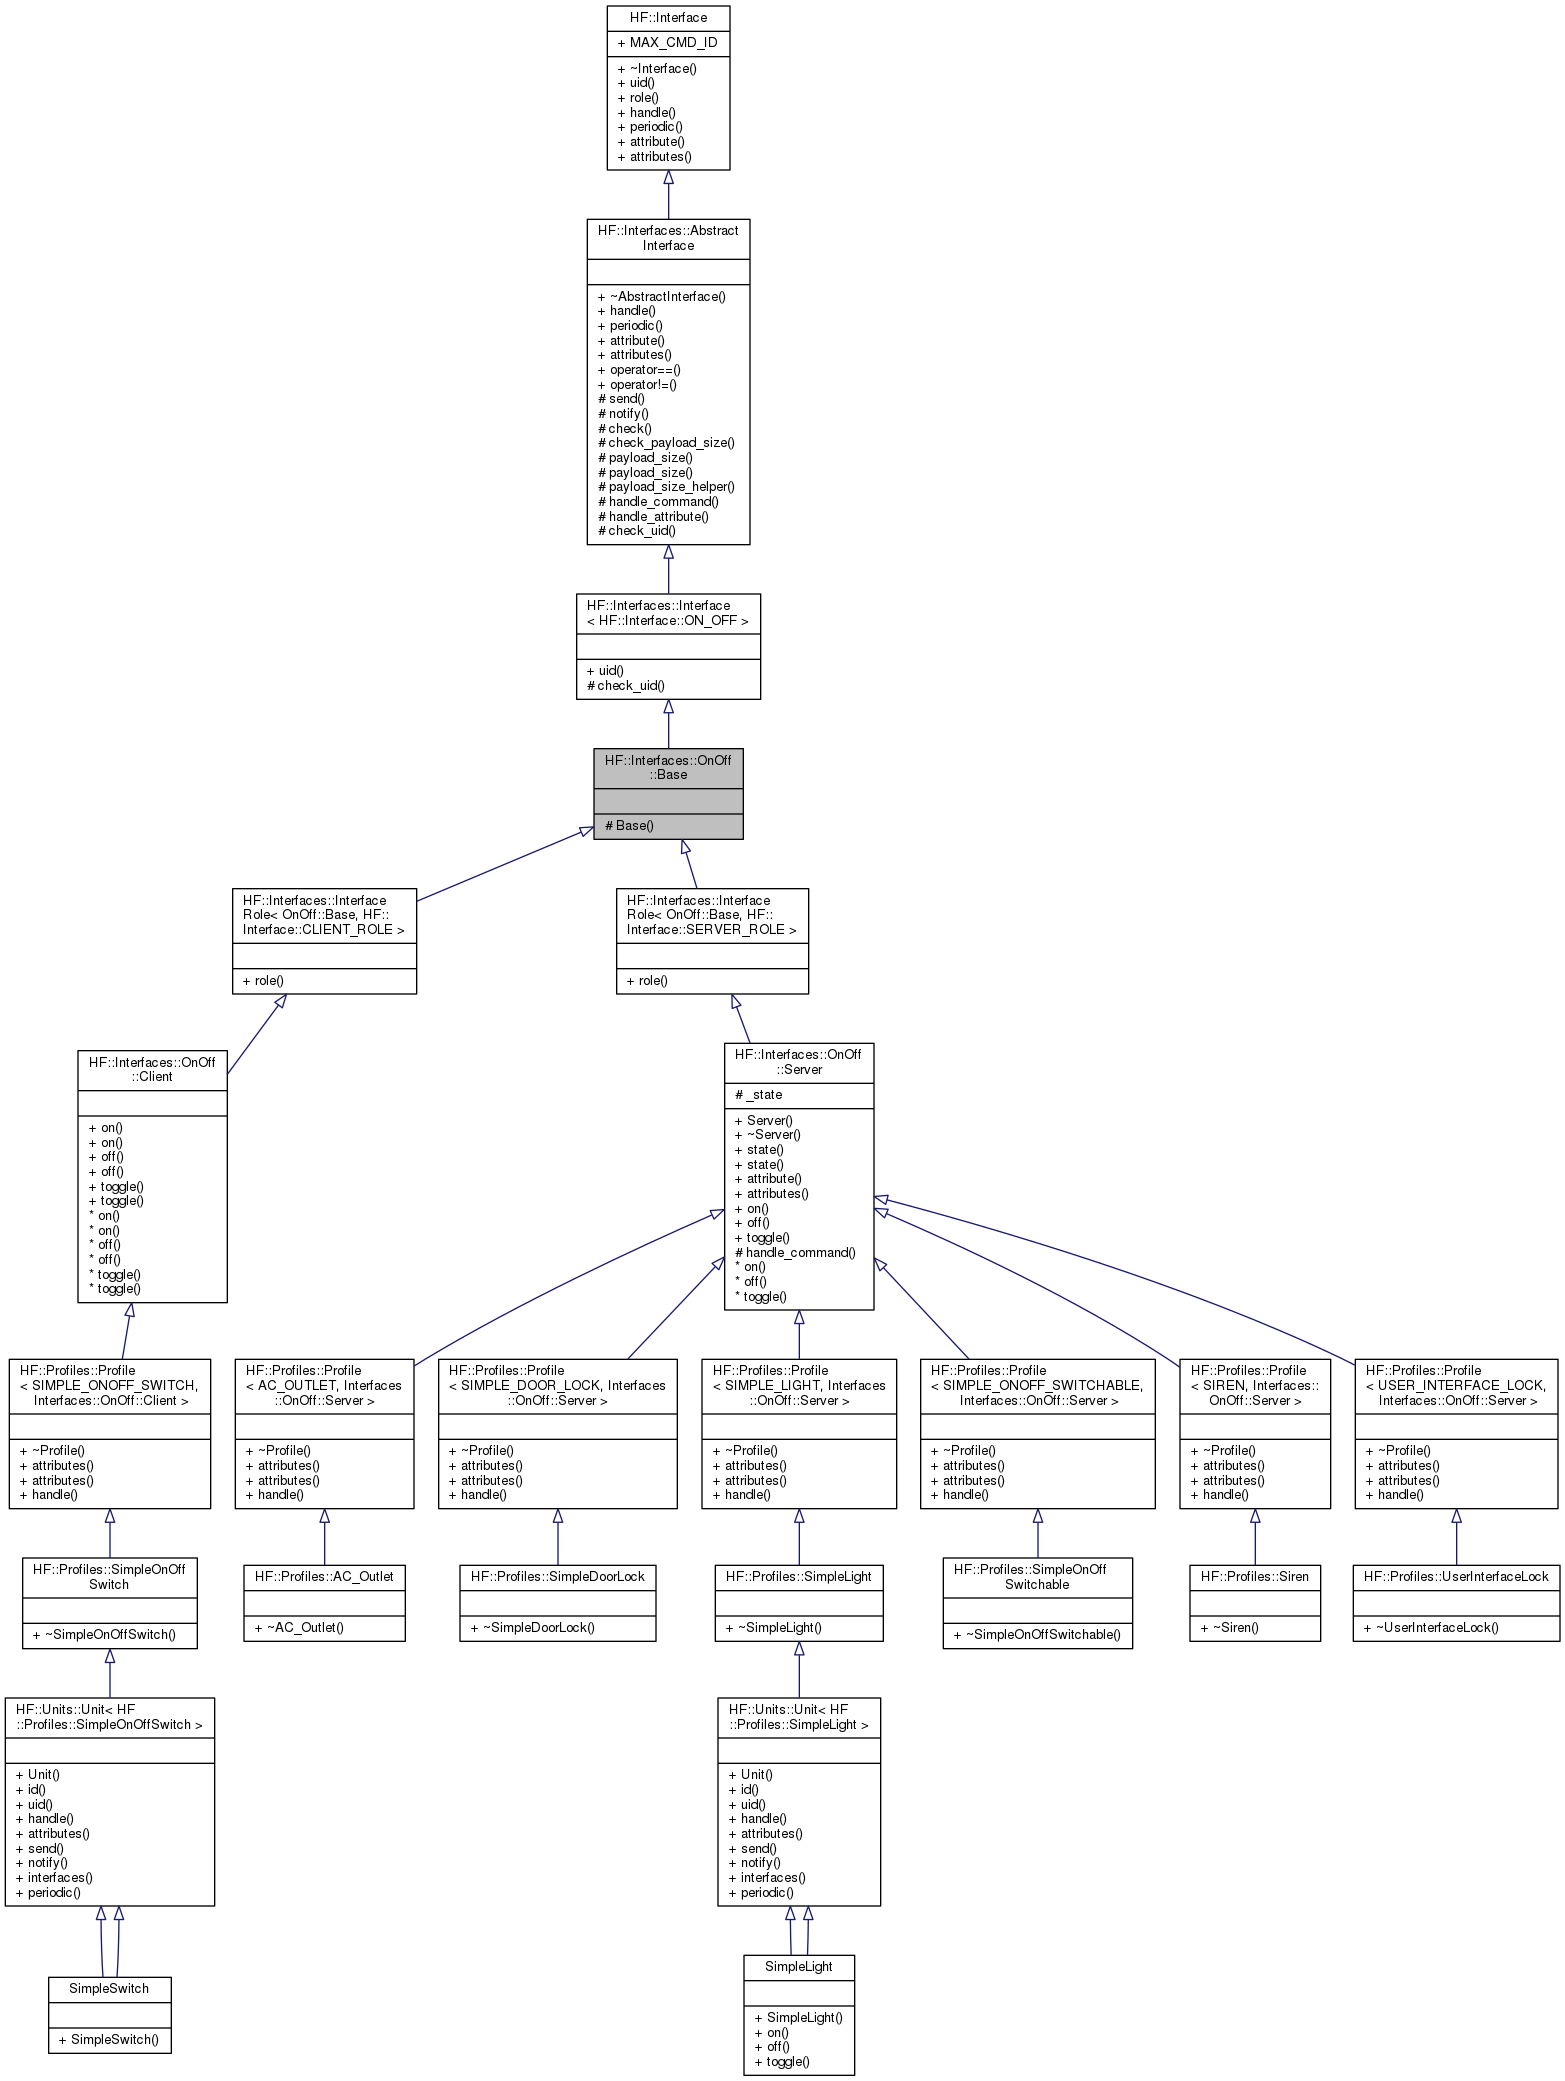 HF::Interface
+ MAX_CMD_ID
+ ~Interface()
+ uid()
+ role()
+ handle()
+ periodic()
+ attribute()
+ attributes()
HF::Interfaces::Abstract
Interface
+ ~AbstractInterface()
+ handle()
+ periodic()
+ attribute()
+ attributes()
+ operator==()
+ operator!=()
# send()
# notify()
# check()
# check_payload_size()
# payload_size()
# payload_size()
# payload_size_helper()
# handle_command()
# handle_attribute()
# check_uid()
HF::Interfaces::Interface
< HF::Interface::ON_OFF >
+ uid()
# check_uid()
HF::Interfaces::OnOff
::Base
# Base()
HF::Interfaces::Interface
Role< OnOff::Base, HF::
Interface::CLIENT_ROLE >
+ role()
HF::Interfaces::Interface
Role< OnOff::Base, HF::
Interface::SERVER_ROLE >
+ role()
HF::Interfaces::OnOff
::Client
+ on()
+ on()
+ off()
+ off()
+ toggle()
+ toggle()
* on()
* on()
* off()
* off()
* toggle()
* toggle()
HF::Interfaces::OnOff
::Server
# _state
+ Server()
+ ~Server()
+ state()
+ state()
+ attribute()
+ attributes()
+ on()
+ off()
+ toggle()
# handle_command()
* on()
* off()
* toggle()
HF::Profiles::Profile
< SIMPLE_ONOFF_SWITCH,
Interfaces::OnOff::Client >
+ ~Profile()
+ attributes()
+ attributes()
+ handle()
HF::Profiles::Profile
< AC_OUTLET, Interfaces
::OnOff::Server >
+ ~Profile()
+ attributes()
+ attributes()
+ handle()
HF::Profiles::Profile
< SIMPLE_DOOR_LOCK, Interfaces
::OnOff::Server >
+ ~Profile()
+ attributes()
+ attributes()
+ handle()
HF::Profiles::Profile
< SIMPLE_LIGHT, Interfaces
::OnOff::Server >
+ ~Profile()
+ attributes()
+ attributes()
+ handle()
HF::Profiles::Profile
< SIMPLE_ONOFF_SWITCHABLE,
Interfaces::OnOff::Server >
+ ~Profile()
+ attributes()
+ attributes()
+ handle()
HF::Profiles::Profile
< SIREN, Interfaces::
OnOff::Server >
+ ~Profile()
+ attributes()
+ attributes()
+ handle()
HF::Profiles::Profile
< USER_INTERFACE_LOCK,
Interfaces::OnOff::Server >
+ ~Profile()
+ attributes()
+ attributes()
+ handle()
HF::Profiles::SimpleOnOff
Switch
+ ~SimpleOnOffSwitch()
HF::Profiles::AC_Outlet
+ ~AC_Outlet()
HF::Profiles::SimpleDoorLock
+ ~SimpleDoorLock()
HF::Profiles::SimpleLight
+ ~SimpleLight()
HF::Profiles::SimpleOnOff
Switchable
+ ~SimpleOnOffSwitchable()
HF::Profiles::Siren
+ ~Siren()
HF::Profiles::UserInterfaceLock
+ ~UserInterfaceLock()
HF::Units::Unit< HF
::Profiles::SimpleOnOffSwitch >
+ Unit()
+ id()
+ uid()
+ handle()
+ attributes()
+ send()
+ notify()
+ interfaces()
+ periodic()
HF::Units::Unit< HF
::Profiles::SimpleLight >
+ Unit()
+ id()
+ uid()
+ handle()
+ attributes()
+ send()
+ notify()
+ interfaces()
+ periodic()
SimpleSwitch
+ SimpleSwitch()
SimpleLight
+ SimpleLight()
+ on()
+ off()
+ toggle()